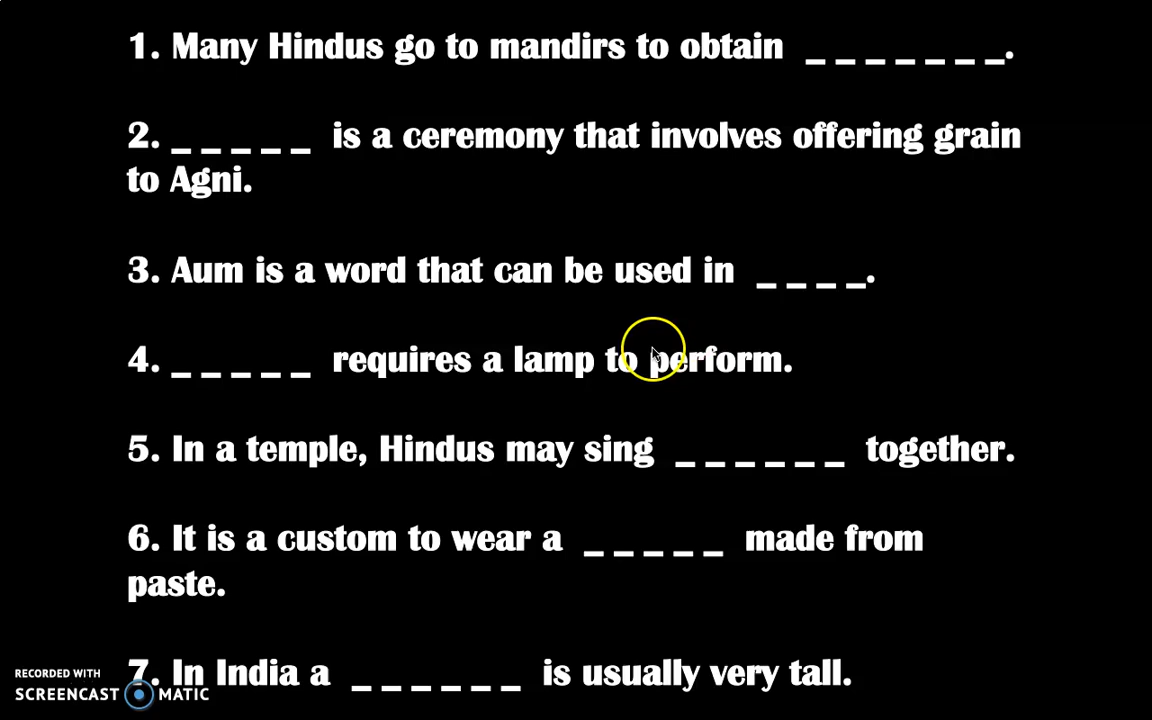 1. Many Hindus go to mandirs to obtain _ _ _ _ _ _ _.
2. _ _ _ _ _ is a ceremony that involves offering grain
to Agni.
3. Aum is a word that can be used in _ _ _ _.
4. _ _ _ _ _ requires a lamp to perform.
5. In a temple, Hindus may sing _ _ _ _ _ _ together.
6. It is a custom to wear a _ _ _ _ _ made from
paste.
7. In India a _ _ _ _ _ _ is usually very tall.
RECORDED WITH
SCREENCAST MATIC